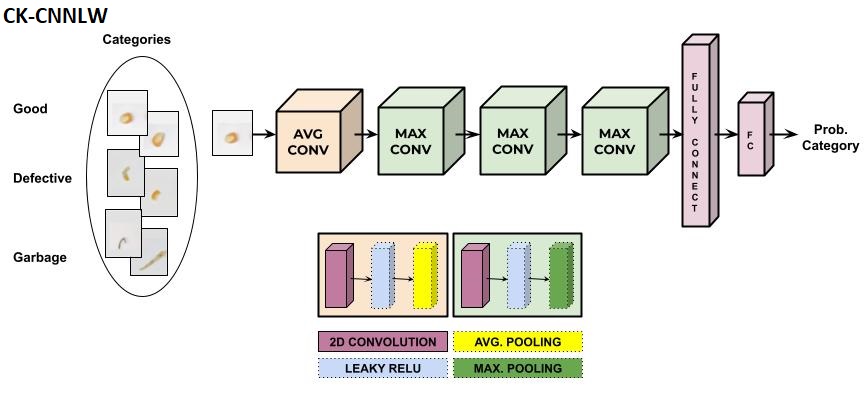 CK-CNNLW
Categories
Good
Defective
Garbage
AVG
CONV
MAX
CONV
MAX
CONV
MAX
CONV
FULLY CONNECT
FC
Prob.
Category
2D CONVOLUTION
AVG. POOLING
LEAKY RELU
MAX. POOLING